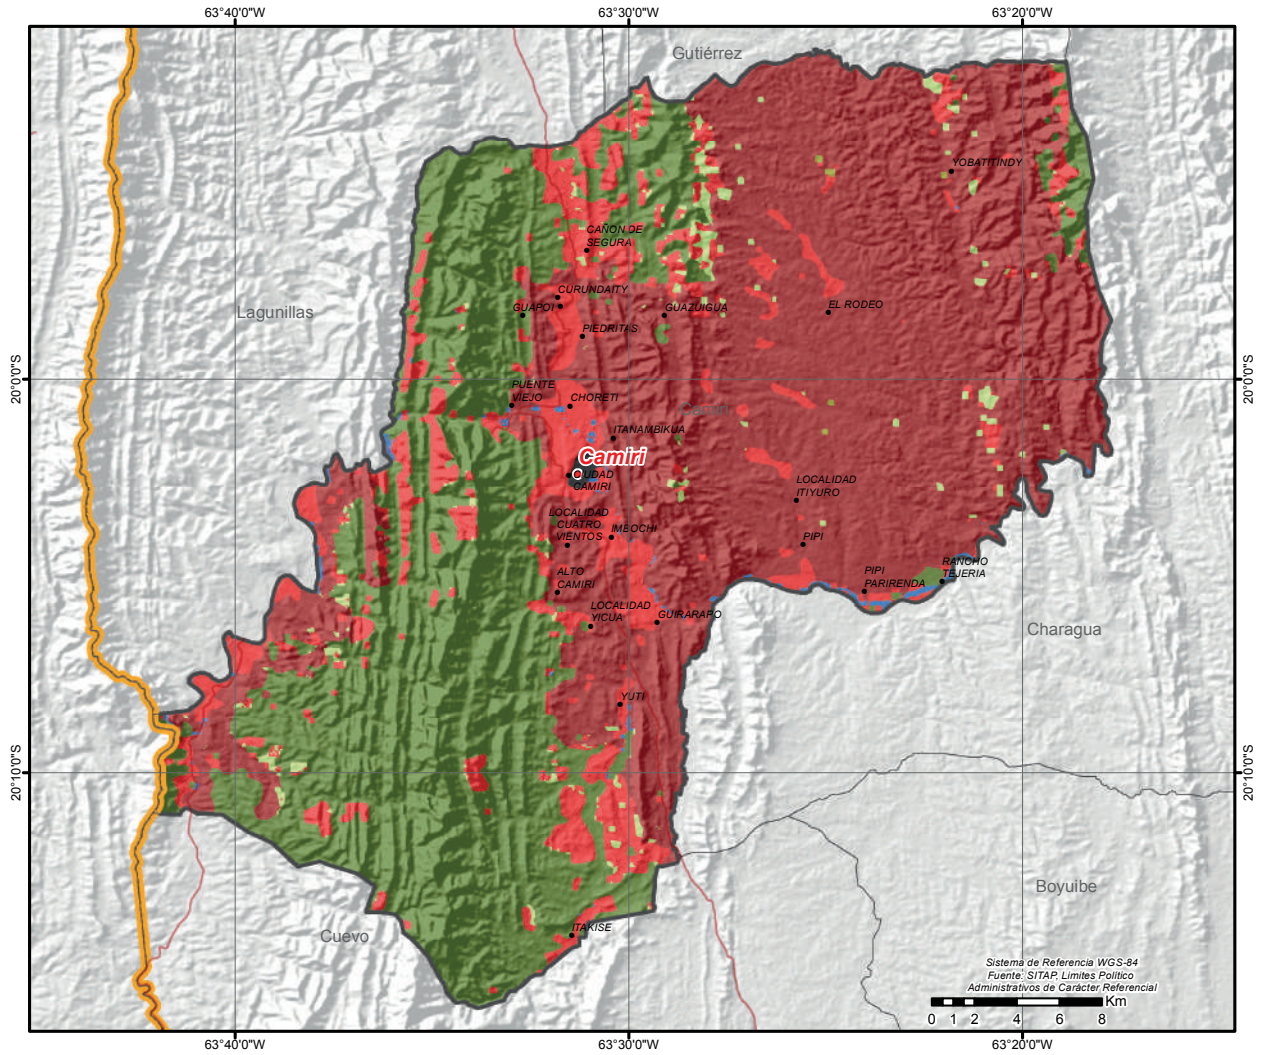 63°40'0"W 63°30'0"W 63°20'0"W
Gutiérrez
YOBATITINDY
CAÑON DE
SEGURA
CURUNDAITY
GUAPOI
GUAZUIGUA
EL RODEO
Lagunillas
PIEDRITAS
20°0'0"S 20°0'0"S
PUENTE
VIEJO
CHORETI
Camiri
ITANAMBIKUA
Camiri
CIUDAD
CAMIRI
LOCALIDAD
ITIYURO
LOCALIDAD
CUATRO
VIENTOS
IMBOCHI
PIPI
RANCHO
TEJERIA
PIPI
PARIRENDA
ALTO
CAMIRI
LOCALIDAD
YICUA
GUIRARAPO
Charagua
YUTI
20°10'0"S 20°10'0"S
Boyuibe
ITAKISE
Cuevo
Sistema de Referencia WGS-84
Fuente: SITAP, Limites Político
Administrativos de Carácter Referencial
Km
0 1 2 4 6 8
63°40'0"W 63°30'0"W 63°20'0"W